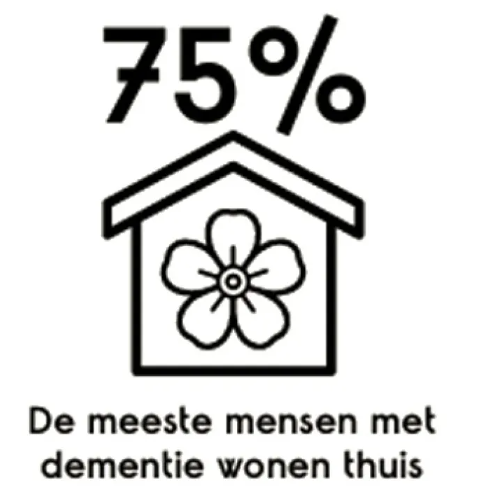 75%
De meeste mensen met
dementie wonen thuis